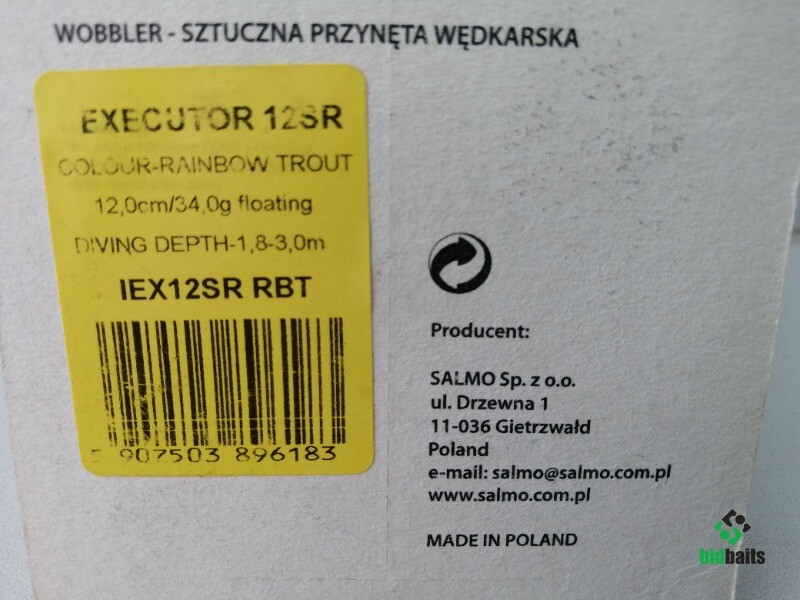 WOBBLER - SZTUCZNA PRZYNĘTA WĘDKARSKA
EXECUTOR 12SR
COLOUR-RAINBOW TROUT
12,0cm/34,0g floating
DIVING DEPTH-1,8-3,0m
IEX12SR RBT
5 907503 896183
Producent:
SALMO Sp. z o.o.
ul. Drzewna 1
11-036 Gietrzwałd
Poland
e-mail: salmo@salmo.com.pl
www.salmo.com.pl
MADE IN POLAND
bidbaits